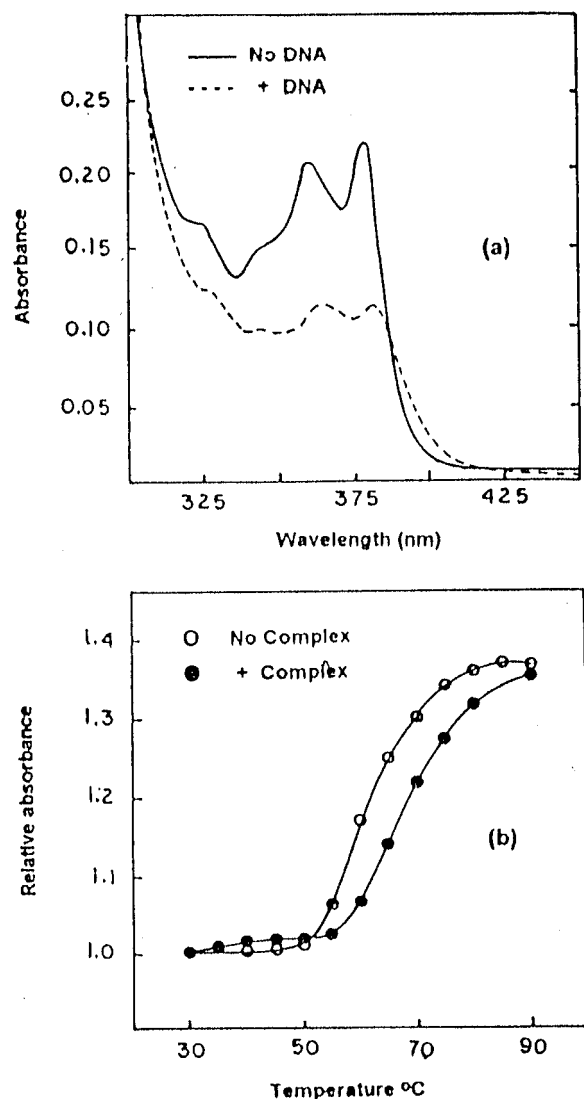 No DNA
+ DNA
0.25
0.20
0.15
0.10
0.05
Absorbance
(a)
325
375
425
Wavelength (nm)
No Complex
+ Complex
1.4
1.3
1.2
1.1
1.0
Relative absorbance
(b)
30
50
70
90
Temperature ºC